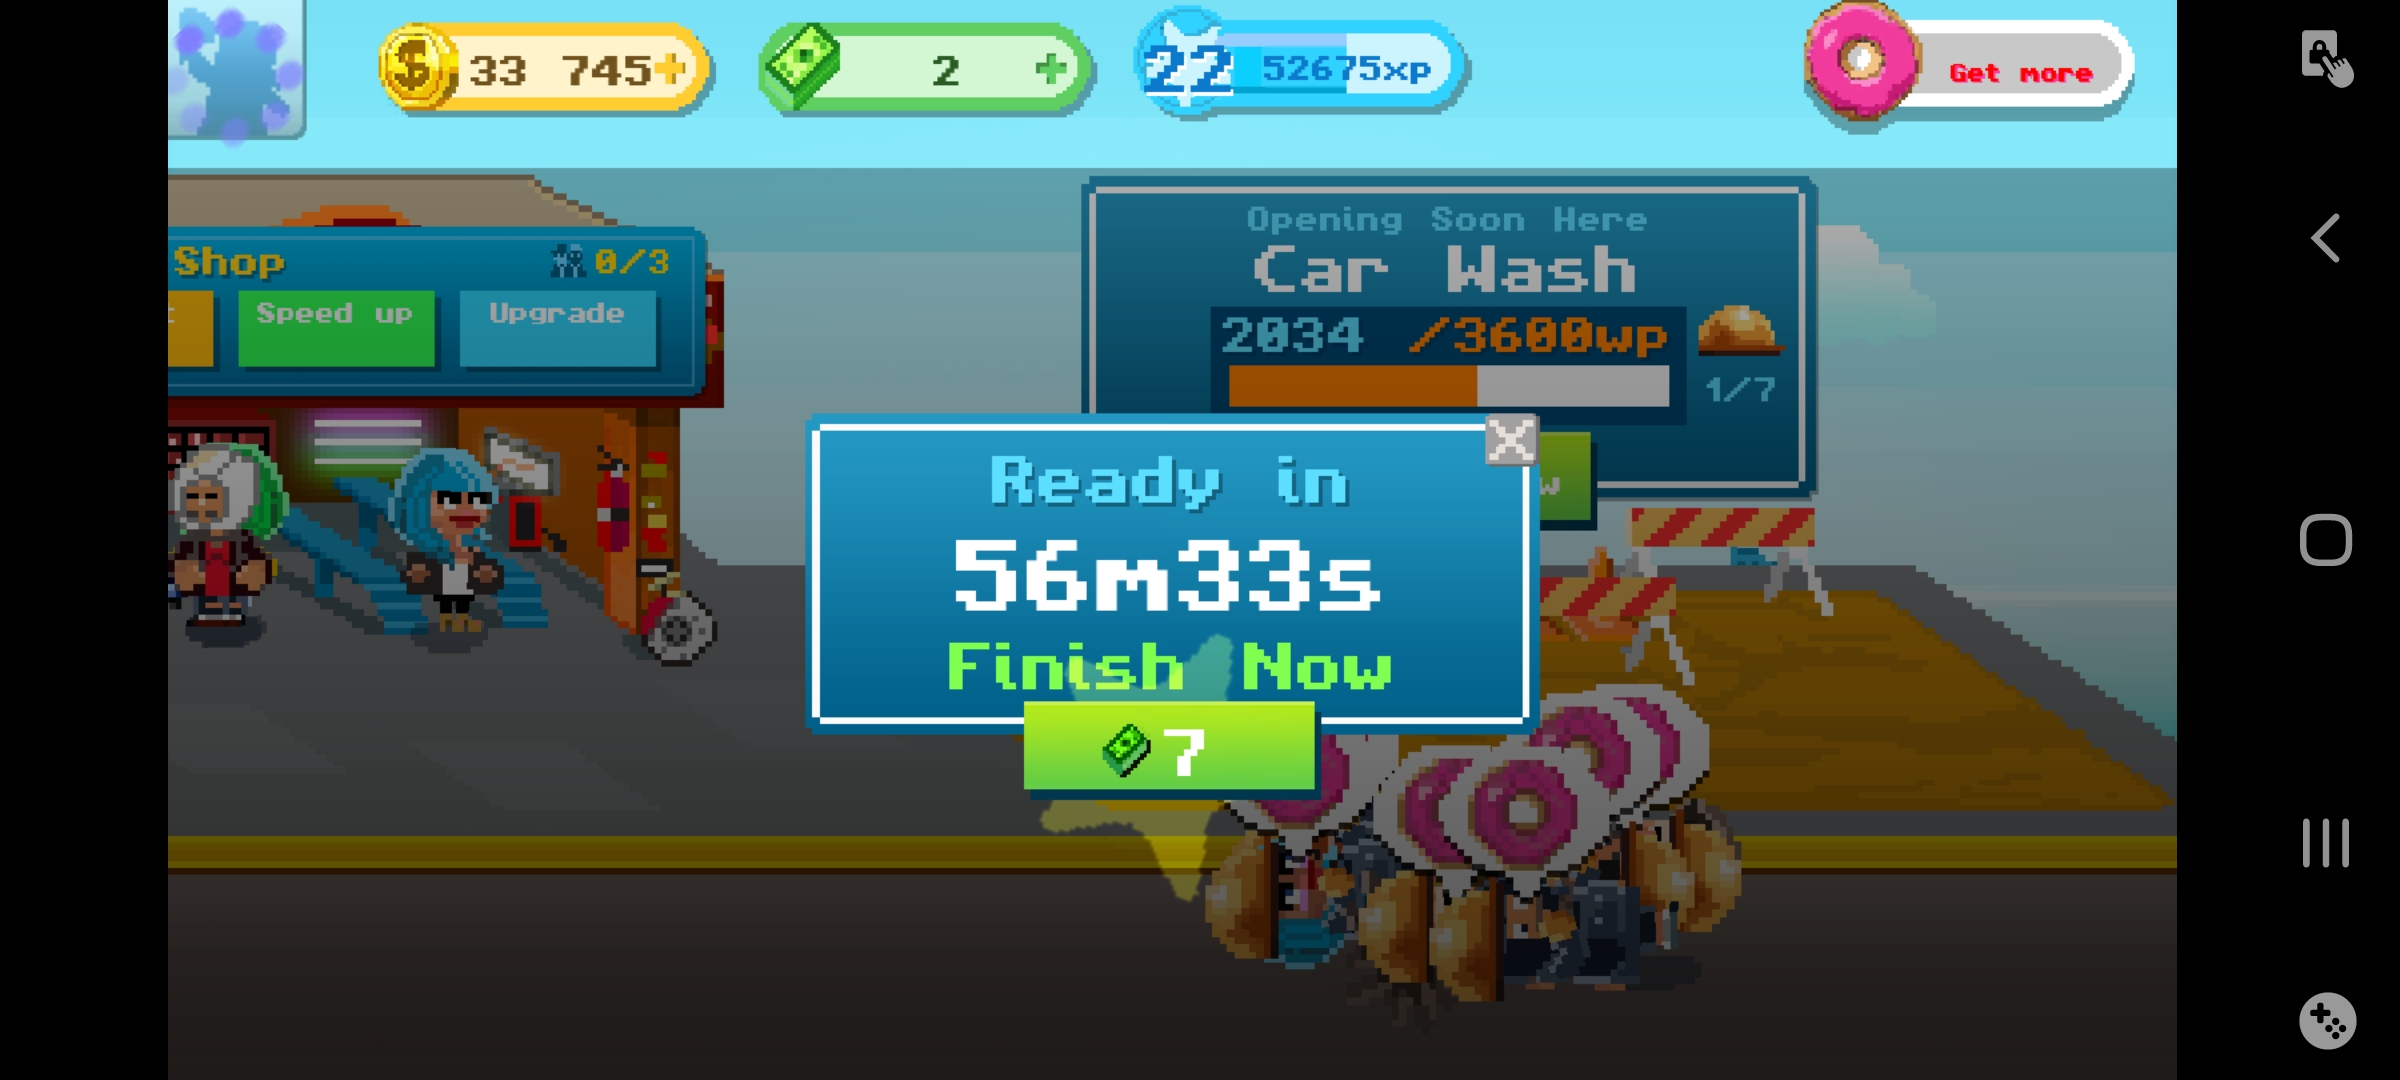 33 745+
2 +
22 52675xp
Get more
Shop
0/3
Speed up
Upgrade
Opening Soon Here
Car Wash
2034 /3600wp
1/7
w
Ready in
56m33s
Finish Now
7